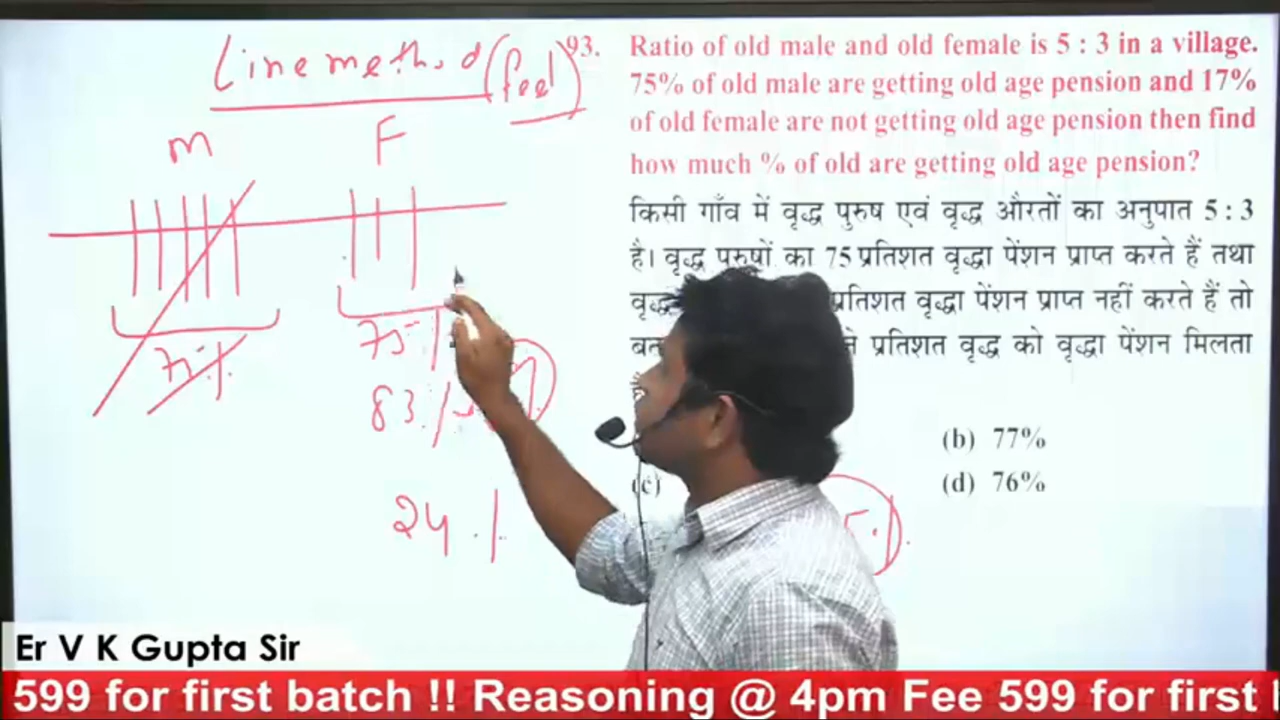 Line method (feel)
M F
75%
75%
83%
24%
93. Ratio of old male and old female is 5 : 3 in a village.
75% of old male are getting old age pension and 17%
of old female are not getting old age pension then find
how much % of old are getting old age pension?
किसी गाँव में वृद्ध पुरुष एवं वृद्ध औरतों का अनुपात 5 : 3
है। वृद्ध पुरुषों का 75 प्रतिशत वृद्धा पेंशन प्राप्त करते हैं तथा
वृद्ध प्रतिशत वृद्धा पेंशन प्राप्त नहीं करते हैं तो
प्रतिशत वृद्ध को वृद्धा पेंशन मिलता
(b) 77%
(c)
(d) 76%
Er V K Gupta Sir
599 for first batch !! Reasoning @ 4pm Fee 599 for first